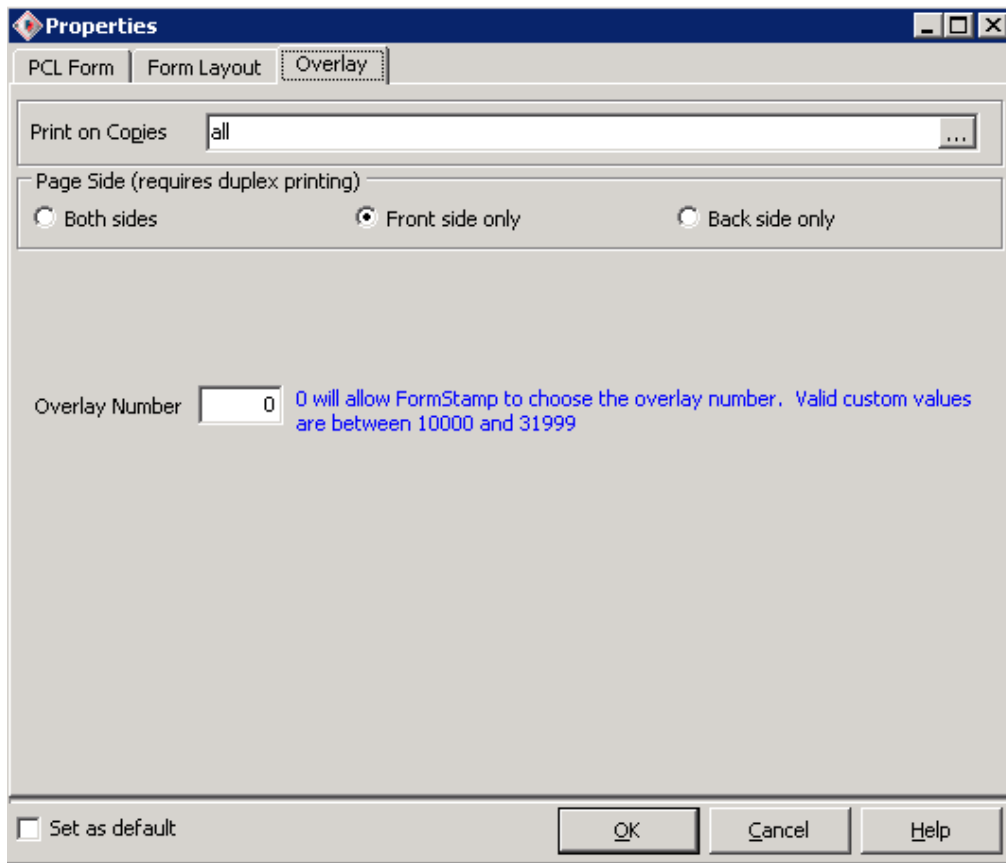 Properties
PCL Form Form Layout Overlay
Print on Copies all ...
Page Side (requires duplex printing)
Both sides Front side only Back side only
Overlay Number 0 0 will allow FormStamp to choose the overlay number. Valid custom values
are between 10000 and 31999
Set as default OK Cancel Help